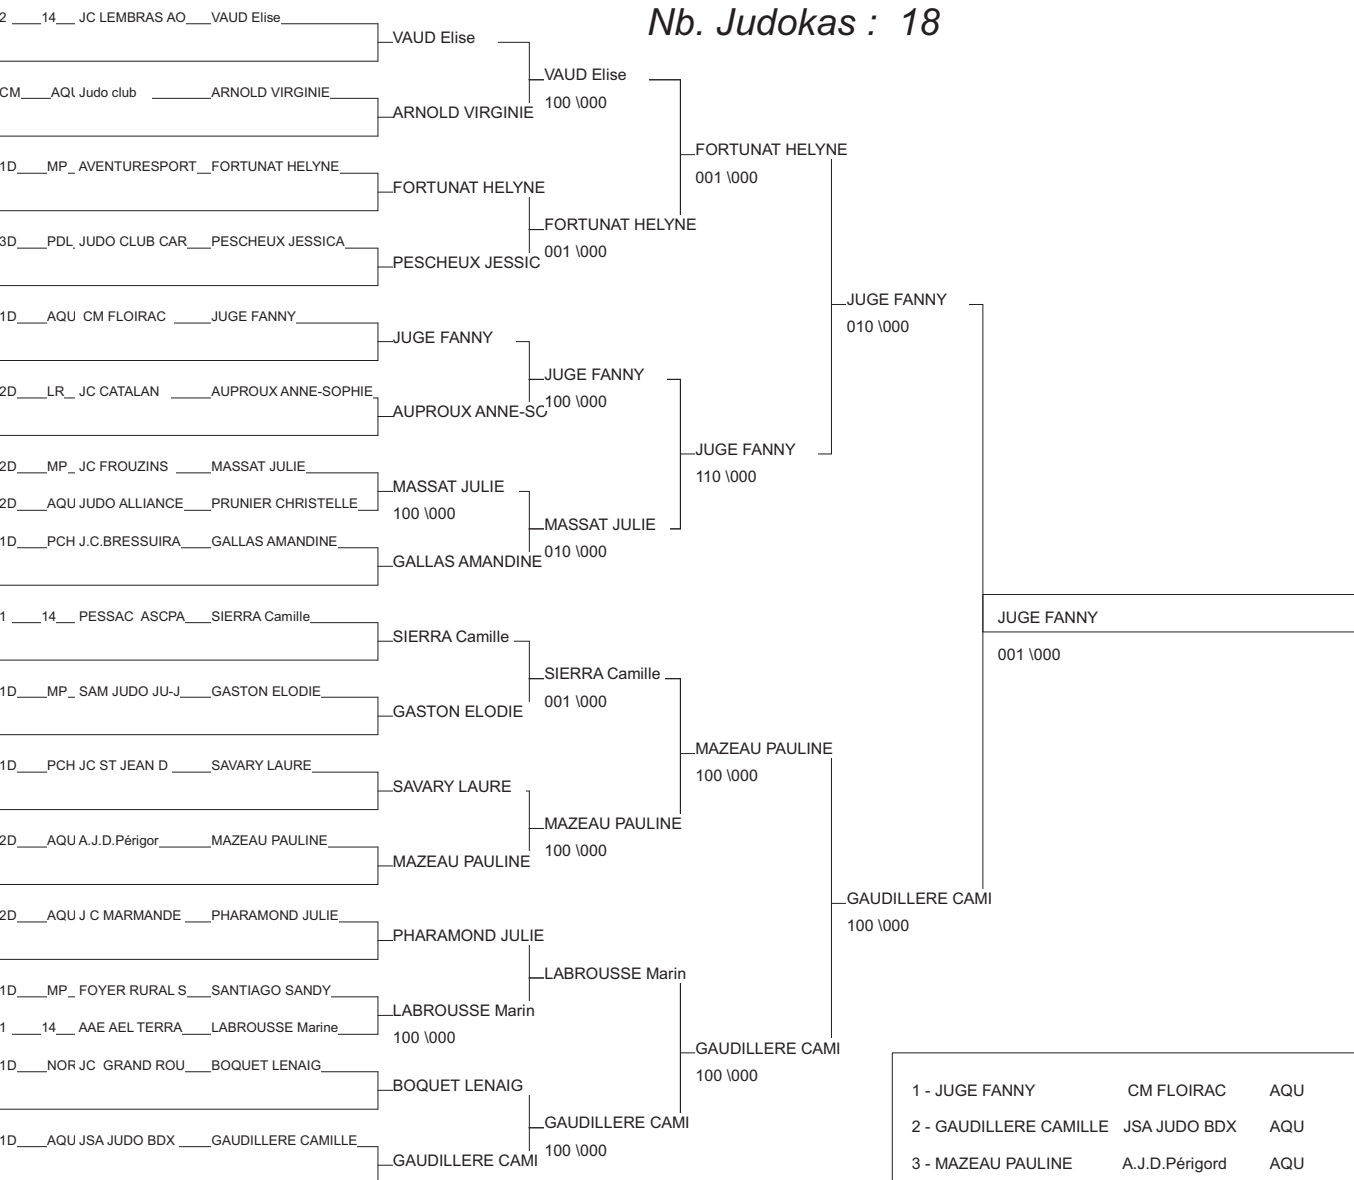 Nb. Judokas : 18
2 14 JC LEMBRAS AO VAUD Elise
VAUD Elise
VAUD Elise
100 \000
CM AQU Judo club ARNOLD VIRGINIE
ARNOLD VIRGINIE
FORTUNAT HELYNE
001 \000
1D MP_ AVENTURESPORT FORTUNAT HELYNE
FORTUNAT HELYNE
FORTUNAT HELYNE
001 \000
3D PDL JUDO CLUB CAR PESCHEUX JESSICA
PESCHEUX JESSIC
JUGE FANNY
010 \000
1D AQU CM FLOIRAC JUGE FANNY
JUGE FANNY
JUGE FANNY
100 \000
2D LR_ JC CATALAN AUPROUX ANNE-SOPHIE
AUPROUX ANNE-SO
JUGE FANNY
110 \000
2D MP_ JC FROUZINS MASSAT JULIE
MASSAT JULIE
100 \000
2D AQU JUDO ALLIANCE PRUNIER CHRISTELLE
MASSAT JULIE
010 \000
1D PCH J.C.BRESSUIRA GALLAS AMANDINE
GALLAS AMANDINE
JUGE FANNY
001 \000
1 14 PESSAC ASCPA SIERRA Camille
SIERRA Camille
SIERRA Camille
001 \000
1D MP_ SAM JUDO JU-J GASTON ELODIE
GASTON ELODIE
MAZEAU PAULINE
100 \000
1D PCH JC ST JEAN D SAVARY LAURE
SAVARY LAURE
MAZEAU PAULINE
100 \000
2D AQU A.J.D.Périgor MAZEAU PAULINE
MAZEAU PAULINE
GAUDILLERE CAMI
100 \000
2D AQU J C MARMANDE PHARAMOND JULIE
PHARAMOND JULIE
LABROUSSE Marin
1D MP_ FOYER RURAL S SANTIAGO SANDY
LABROUSSE Marin
100 \000
1 14 AAE AEL TERRA LABROUSSE Marine
GAUDILLERE CAMI
100 \000
1D NOR JC GRAND ROU BOQUET LENAIG
BOQUET LENAIG
GAUDILLERE CAMI
100 \000
1D AQU JSA JUDO BDX GAUDILLERE CAMILLE
GAUDILLERE CAMI
1 - JUGE FANNY CM FLOIRAC AQU
2 - GAUDILLERE CAMILLE JSA JUDO BDX AQU
3 - MAZEAU PAULINE A.J.D.Périgord AQU